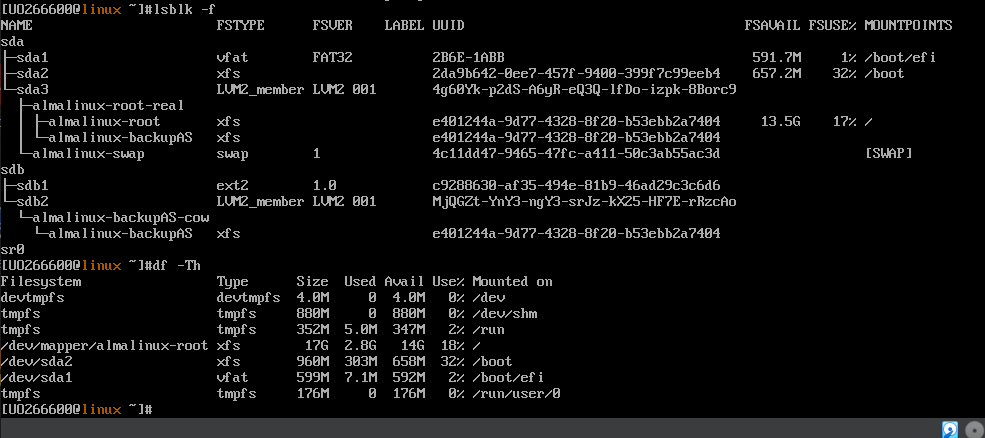 [UO266600@linux ~]#lsblk -f
NAME                        FSTYPE      FSVER    LABEL UUID                                   FSAVAIL FSUSE% MOUNTPOINTS
sda
├─sda1                      vfat        FAT32          2B6E-1ABB                               591.7M     1% /boot/efi
├─sda2                      xfs                        2da9b642-0ee7-457f-9400-399f7c99eeb4    657.2M    32% /boot
└─sda3                      LVM2_member LVM2 001       4g60Yk-p2dS-A6yR-eQ3Q-lfDo-izpk-8Borc9
  ├─almalinux-root-real
  │ ├─almalinux-root        xfs                        e401244a-9d77-4328-8f20-b53ebb2a7404     13.5G    17% /
  │ └─almalinux-backupAS    xfs                        e401244a-9d77-4328-8f20-b53ebb2a7404
  └─almalinux-swap          swap        1              4c11dd47-9465-47fc-a411-50c3ab55ac3d                  [SWAP]
sdb
├─sdb1                      ext2        1.0            c9288630-af35-494e-81b9-46ad29c3c6d6
└─sdb2                      LVM2_member LVM2 001       MjQGZt-YnY3-ngY3-srJz-kXZ5-HF7E-rRzcAo
  └─almalinux-backupAS-cow
    └─almalinux-backupAS    xfs                        e401244a-9d77-4328-8f20-b53ebb2a7404
sr0
[UO266600@linux ~]#df -Th
Filesystem                 Type      Size  Used Avail Use% Mounted on
devtmpfs                   devtmpfs  4.0M     0  4.0M   0% /dev
tmpfs                      tmpfs     880M     0  880M   0% /dev/shm
tmpfs                      tmpfs     352M  5.0M  347M   2% /run
/dev/mapper/almalinux-root xfs        17G  2.8G   14G  18% /
/dev/sda2                  xfs       960M  303M  658M  32% /boot
/dev/sda1                  vfat      599M  7.1M  592M   2% /boot/efi
tmpfs                      tmpfs     176M     0  176M   0% /run/user/0
[UO266600@linux ~]#